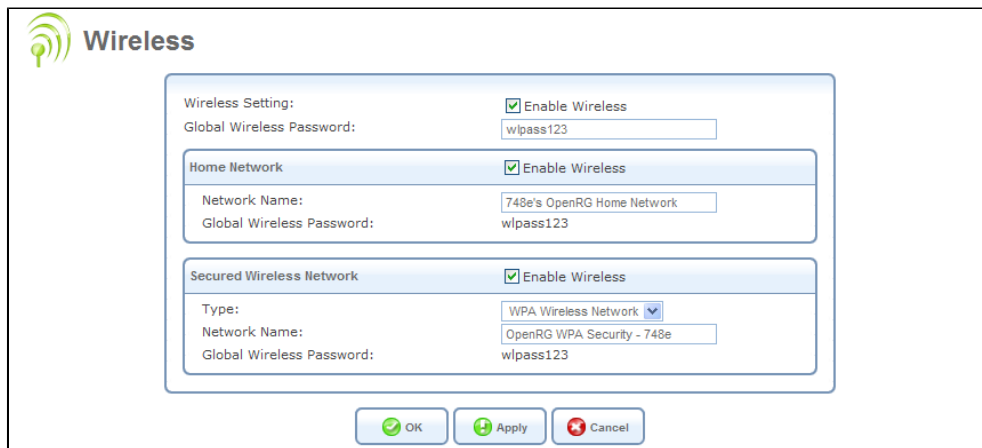 Wireless
Wireless Setting: Enable Wireless
Global Wireless Password: wlpass123
Home Network Enable Wireless
Network Name: 748e's OpenRG Home Network
Global Wireless Password: wlpass123
Secured Wireless Network Enable Wireless
Type: WPA Wireless Network
Network Name: OpenRG WPA Security - 748e
Global Wireless Password: wlpass123
OK Apply Cancel